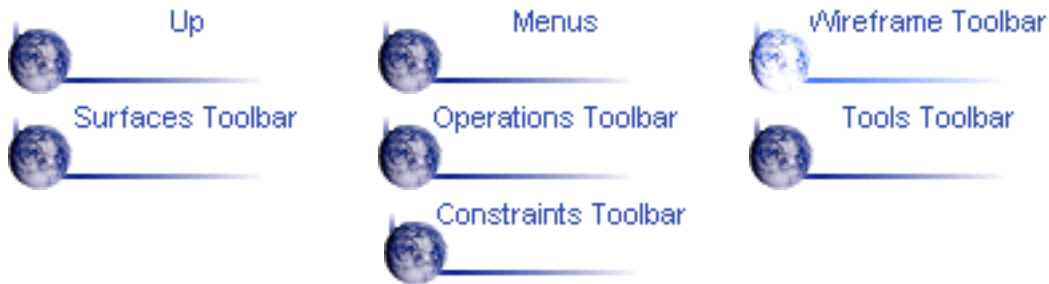 Up
Menus
Wireframe Toolbar
Surfaces Toolbar
Operations Toolbar
Tools Toolbar
Constraints Toolbar